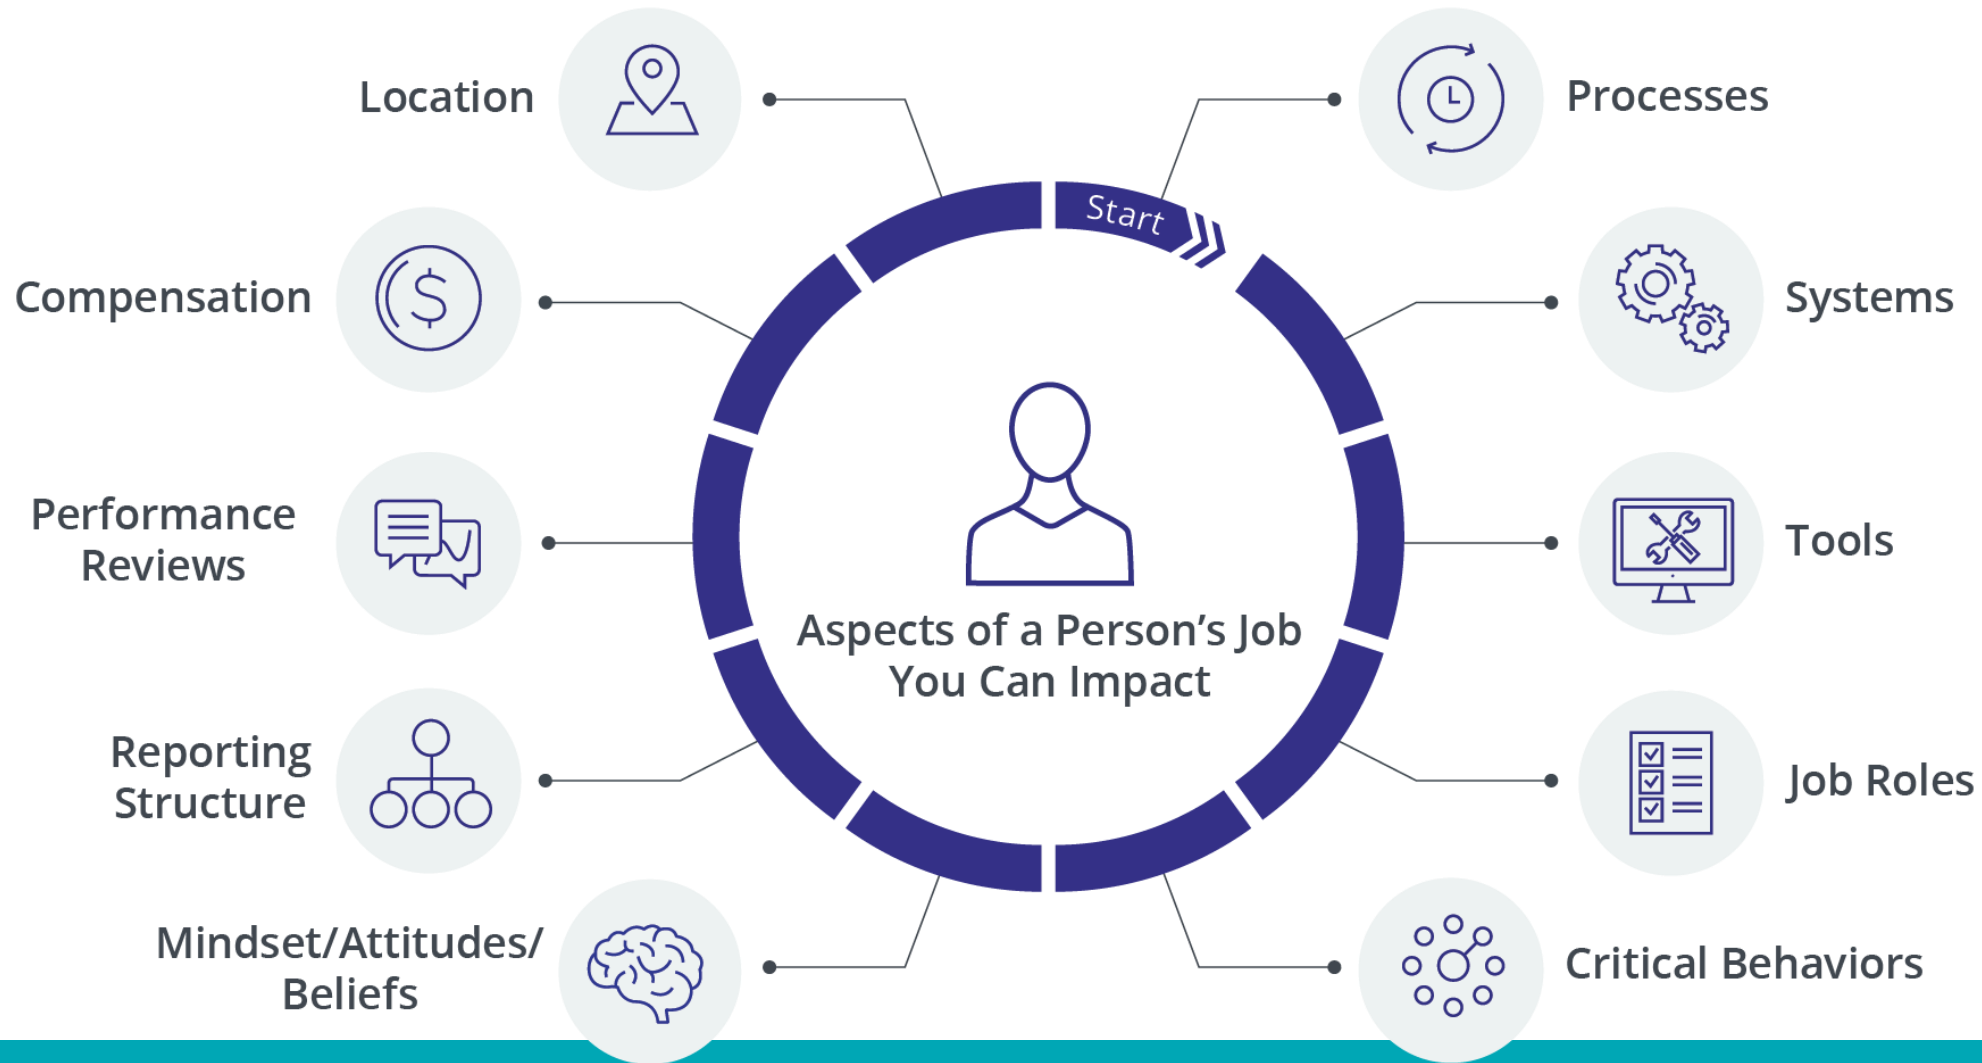 Start
Processes
Systems
Tools
Job Roles
Critical Behaviors
Mindset/Attitudes/
Beliefs
Reporting
Structure
Performance
Reviews
Compensation
Location
Aspects of a Person’s Job
You Can Impact